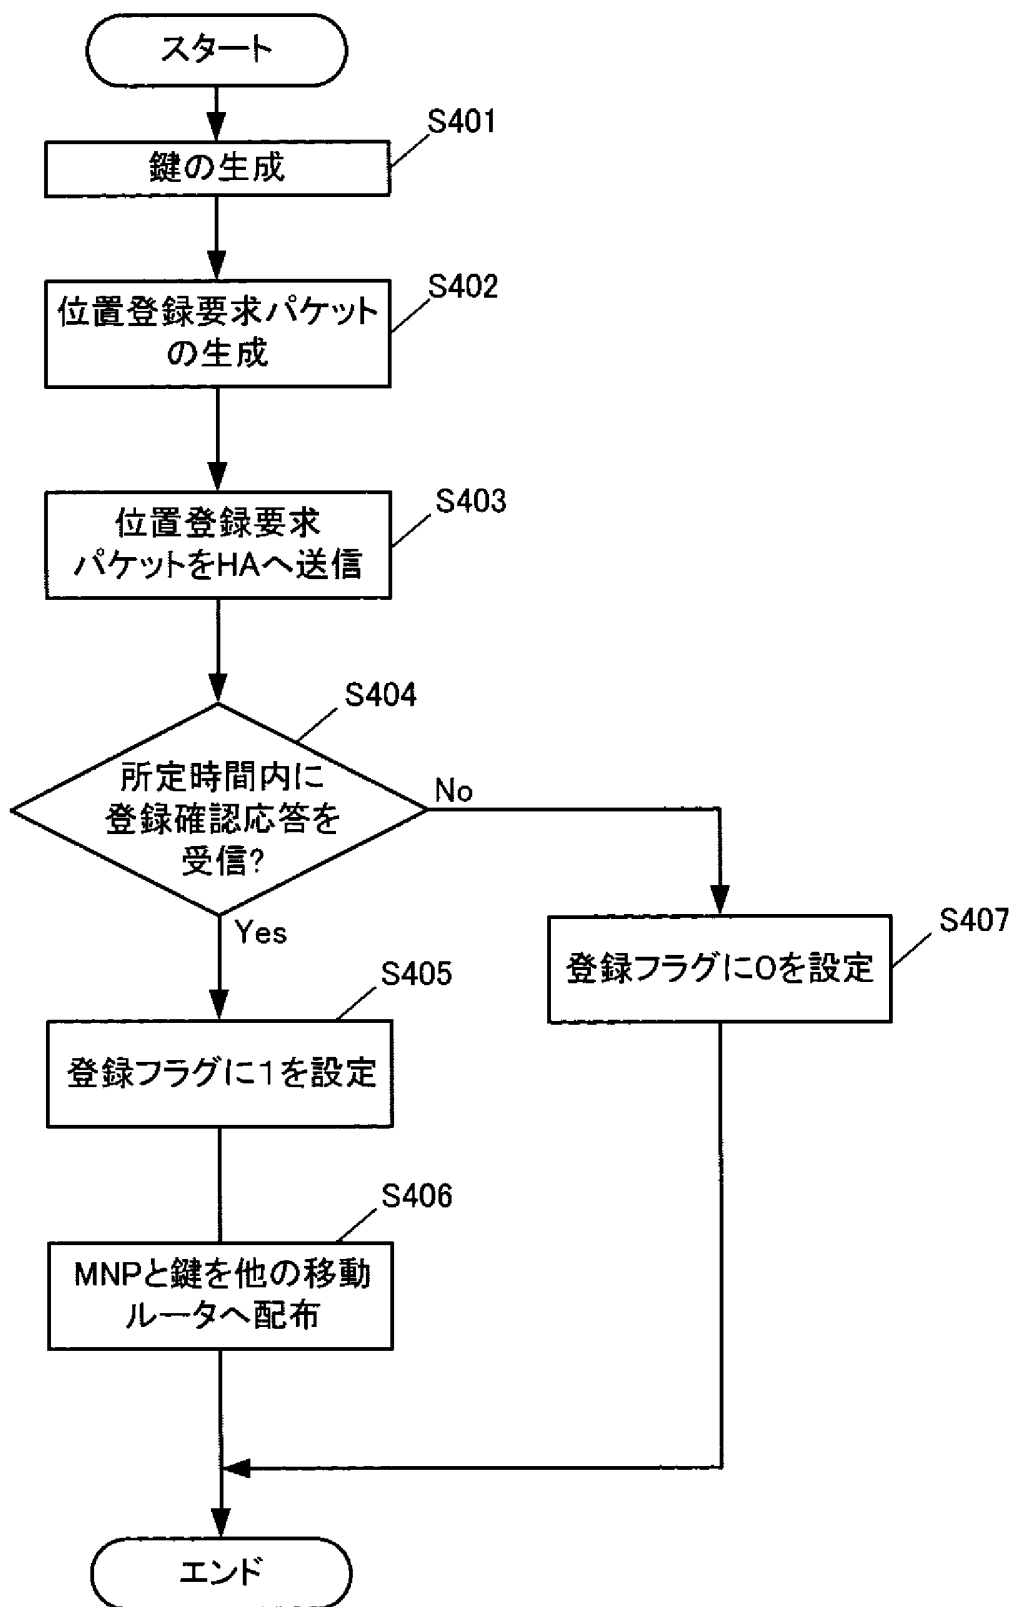 スタート
S401
鍵の生成
S402
位置登録要求パケット
の生成
S403
位置登録要求
パケットをHAへ送信
S404
所定時間内に
登録確認応答を
受信?
No
Yes
S405
登録フラグに1を設定
S407
登録フラグに0を設定
S406
MNPと鍵を他の移動
ルータへ配布
エンド